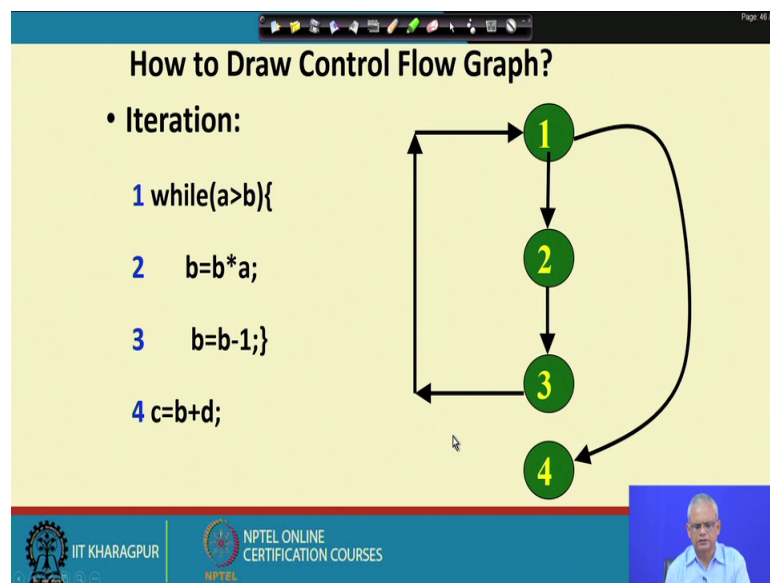 Page: 46 /
How to Draw Control Flow Graph?
• Iteration:
1 while(a>b){
2 b=b*a;
3 b=b-1;}
4 c=b+d;
1
2
3
4
IIT KHARAGPUR
NPTEL
NPTEL ONLINE
CERTIFICATION COURSES